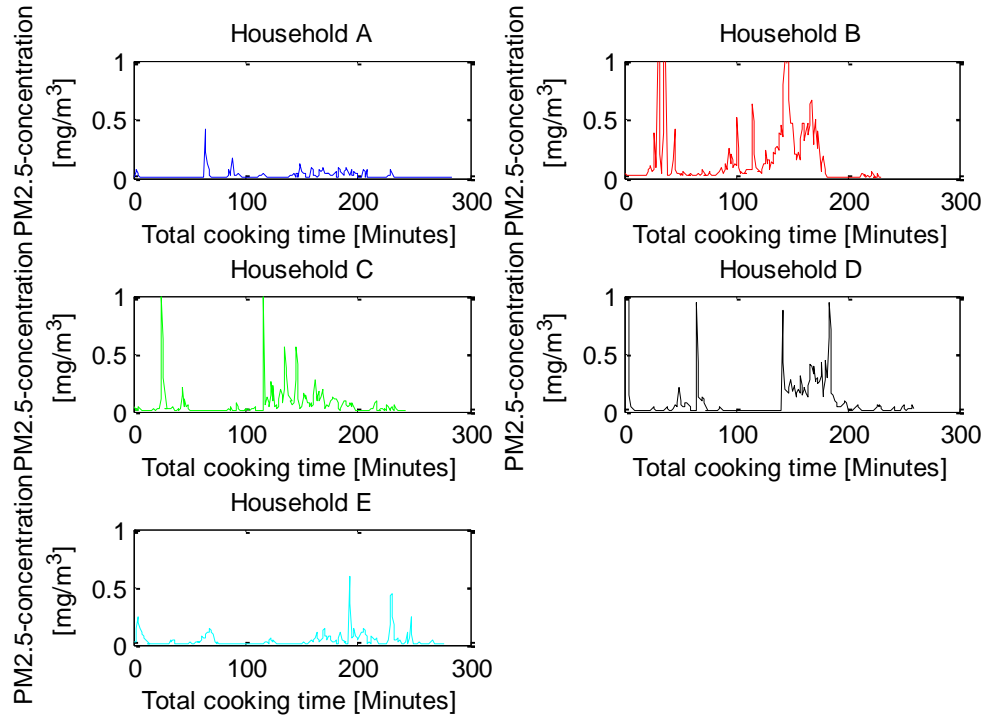 Household A
PM2.5-concentration
[mg/m3]
1
0.5
0
0 100 200 300
Total cooking time [Minutes]
Household B
PM2.5-concentration
[mg/m3]
1
0.5
0
0 100 200 300
Total cooking time [Minutes]
Household C
PM2.5-concentration
[mg/m3]
1
0.5
0
0 100 200 300
Total cooking time [Minutes]
Household D
PM2.5-concentration
[mg/m3]
1
0.5
0
0 100 200 300
Total cooking time [Minutes]
Household E
PM2.5-concentration
[mg/m3]
1
0.5
0
0 100 200 300
Total cooking time [Minutes]